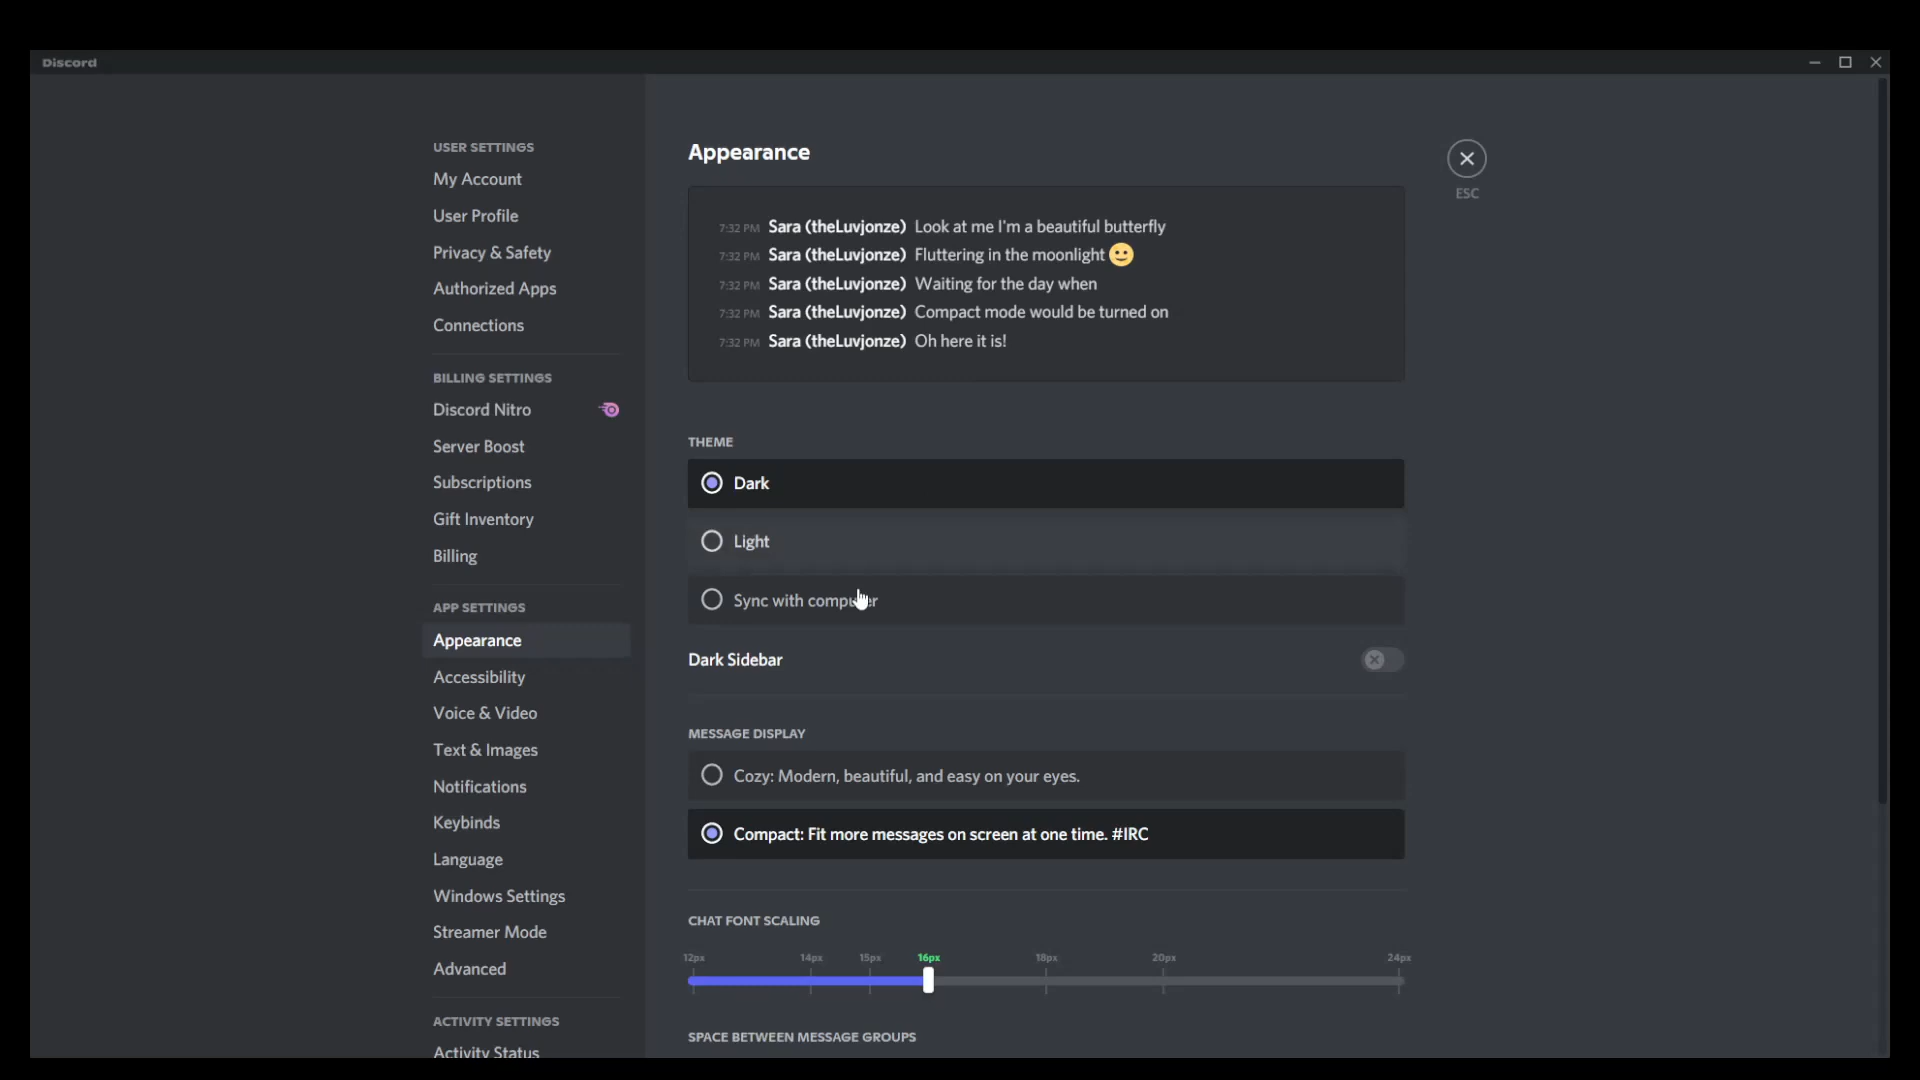 Discord
USER SETTINGS
My Account
User Profile
Privacy & Safety
Authorized Apps
Connections
BILLING SETTINGS
Discord Nitro
Server Boost
Subscriptions
Gift Inventory
Billing
APP SETTINGS
Appearance
Accessibility
Voice & Video
Text & Images
Notifications
Keybinds
Language
Windows Settings
Streamer Mode
Advanced
ACTIVITY SETTINGS
Activity Status
Appearance
ESC
7:32 PM Sara (theLuvjonze) Look at me I'm a beautiful butterfly
7:32 PM Sara (theLuvjonze) Fluttering in the moonlight 🙂
7:32 PM Sara (theLuvjonze) Waiting for the day when
7:32 PM Sara (theLuvjonze) Compact mode would be turned on
7:32 PM Sara (theLuvjonze) Oh here it is!
THEME
Dark
Light
Sync with computer
Dark Sidebar
MESSAGE DISPLAY
Cozy: Modern, beautiful, and easy on your eyes.
Compact: Fit more messages on screen at one time. #IRC
CHAT FONT SCALING
12px 14px 15px 16px 18px 20px 24px
SPACE BETWEEN MESSAGE GROUPS